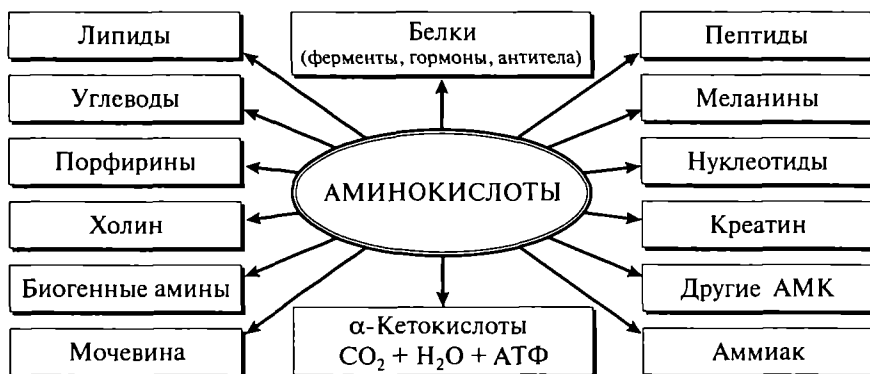 Липиды
Углеводы
Порфирины
Холин
Биогенные амины
Мочевина
Белки
(ферменты, гормоны, антитела)
АМИНОКИСЛОТЫ
α-Кетокислоты
CO₂ + H₂O + АТФ
Пептиды
Меланины
Нуклеотиды
Креатин
Другие АМК
Аммиак